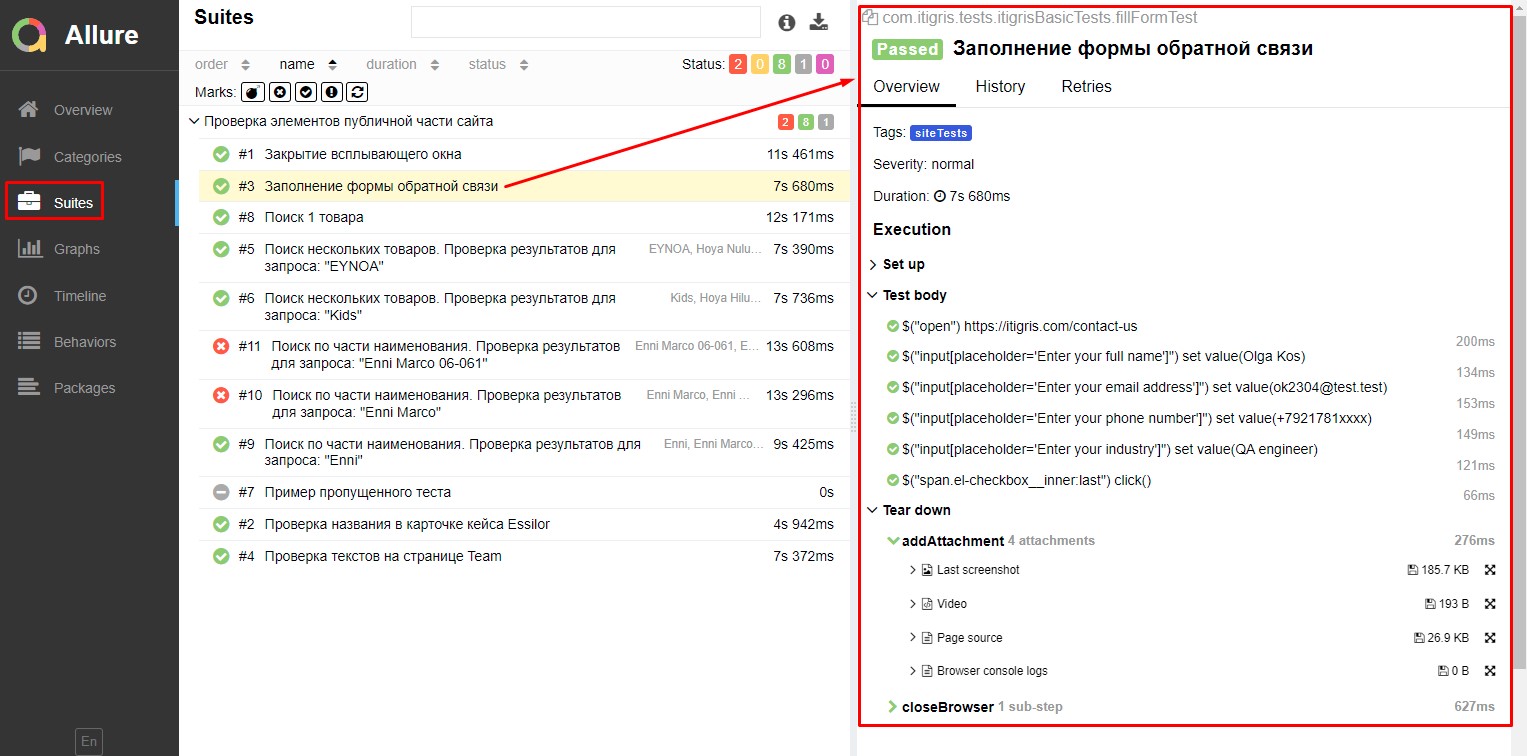 Allure
Overview
Categories
Suites
Graphs
Timeline
Behaviors
Packages
En
Suites
order name duration status Status: 2 0 8 1 0
Marks:
Проверка элементов публичной части сайта 2 8 1
#1 Закрытие всплывающего окна 11s 461ms
#3 Заполнение формы обратной связи 7s 680ms
#8 Поиск 1 товара 12s 171ms
#5 Поиск нескольких товаров. Проверка результатов для EYNOA, Hoya Nulu... 7s 390ms
запроса: "EYNOA"
#6 Поиск нескольких товаров. Проверка результатов для Kids, Hoya Hilu... 7s 736ms
запроса: "Kids"
#11 Поиск по части наименования. Проверка результатов Enni Marco 06-061, E... 13s 608ms
для запроса: "Enni Marco 06-061"
#10 Поиск по части наименования. Проверка результатов Enni Marco, Enni ... 13s 296ms
для запроса: "Enni Marco"
#9 Поиск по части наименования. Проверка результатов для Enni, Enni Marco... 9s 425ms
запроса: "Enni"
#7 Пример пропущенного теста 0s
#2 Проверка названия в карточке кейса Essilor 4s 942ms
#4 Проверка текстов на странице Team 7s 372ms
com.itigris.tests.itigrisBasicTests.fillFormTest
Passed Заполнение формы обратной связи
Overview History Retries
Tags: siteTests
Severity: normal
Duration: 7s 680ms
Execution
Set up
Test body
$("open") https://itigris.com/contact-us
200ms
$("input[placeholder='Enter your full name']") set value(Olga Kos)
134ms
$("input[placeholder='Enter your email address']") set value(ok2304@test.test)
153ms
$("input[placeholder='Enter your phone number']") set value(+7921781xxxx)
149ms
$("input[placeholder='Enter your industry']") set value(QA engineer)
121ms
$("span.el-checkbox__inner:last") click()
66ms
Tear down
addAttachment 4 attachments 276ms
Last screenshot 185.7 KB
Video 193 B
Page source 26.9 KB
Browser console logs 0 B
closeBrowser 1 sub-step 627ms